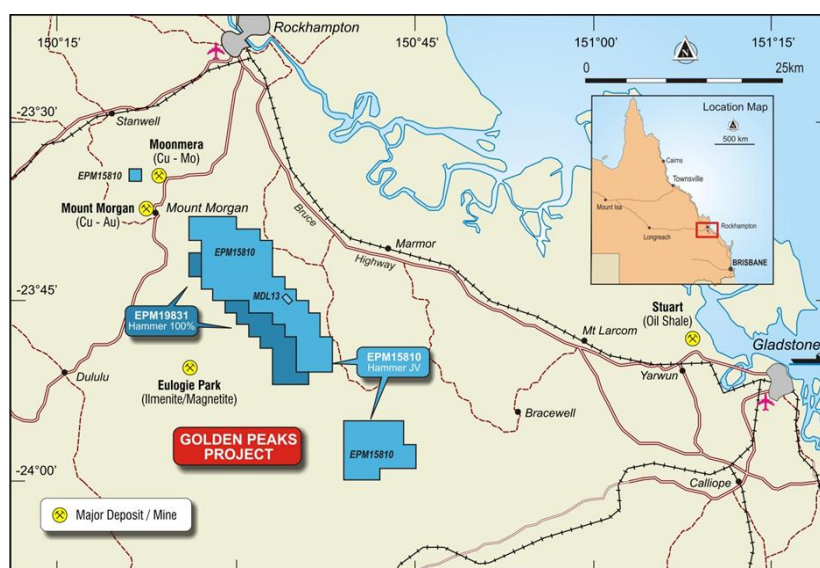 150°15'
Rockhampton
150°45'
151°00'
151°15'
25km
-23°30'
Stanwell
Location Map
500 km
Cairns
Townsville
Mount Isa
Longreach
Rockhampton
BRISBANE
Moonmera
(Cu - Mo)
EPM15810
Mount Morgan
(Cu - Au)
Mount Morgan
Bruce
Highway
Marmor
EPM15810
MDL13
-23°45'
EPM19831
Hammer 100%
Stuart
(Oil Shale)
Mt Larcom
Gladstone
EPM15810
Hammer JV
Yarwun
Dululu
Eulogie Park
(Ilmenite/Magnetite)
Bracewell
GOLDEN PEAKS
PROJECT
EPM15810
-24°00'
Calliope
Major Deposit / Mine